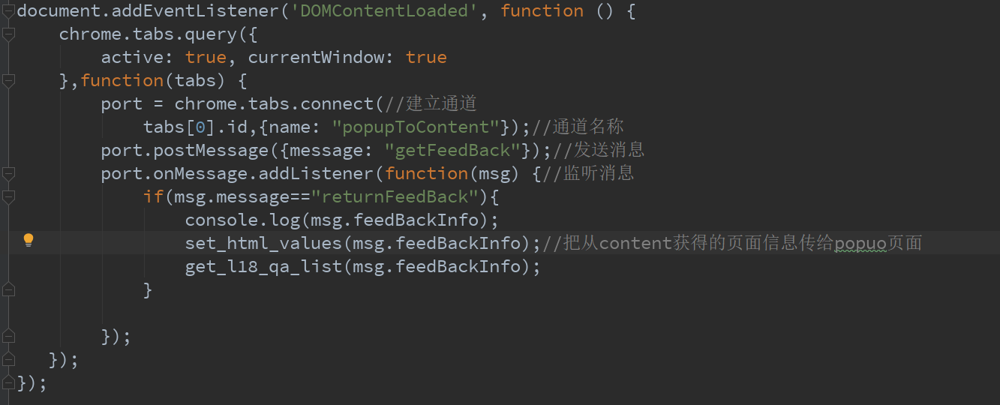 document.addEventListener('DOMContentLoaded', function () {
    chrome.tabs.query({
        active: true, currentWindow: true
    },function(tabs) {
        port = chrome.tabs.connect(//建立通道
            tabs[0].id,{name: "popupToContent"});//通道名称
        port.postMessage({message: "getFeedBack"});//发送消息
        port.onMessage.addListener(function(msg) {//监听消息
            if(msg.message=="returnFeedBack"){
                console.log(msg.feedBackInfo);
                set_html_values(msg.feedBackInfo);//把从content获得的页面信息传给popuo页面
                get_l18_qa_list(msg.feedBackInfo);
            }
        });
   });
});